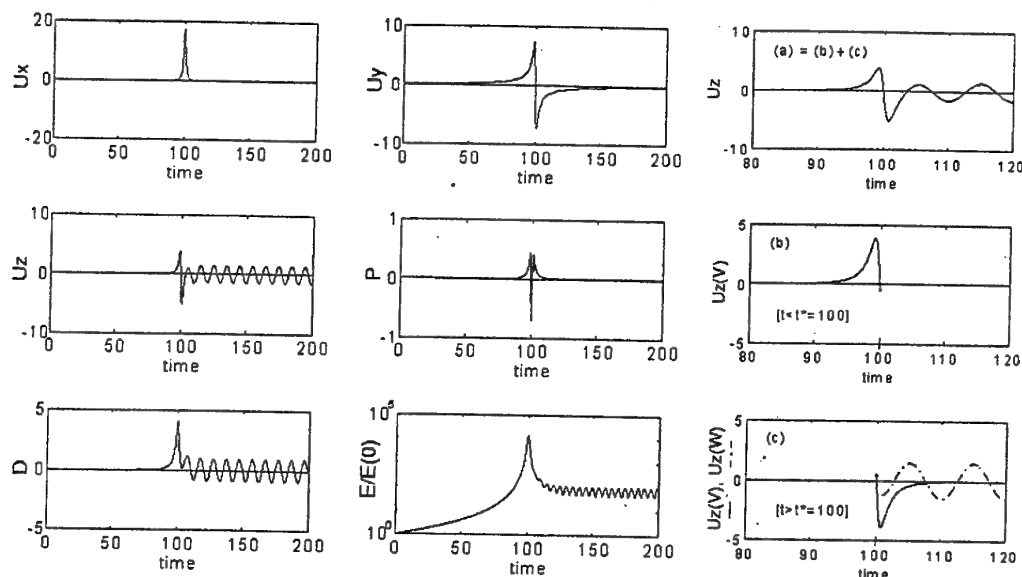 20
Ux
0
-20
0 50 100 150 200
time
10
Uy
0
-10
0 50 100 150 200
time
10
(a) = (b)+(c)
Uz
0
-10
80 90 100 110 120
time
10
Uz
0
-10
0 50 100 150 200
time
1
P
0
-1
0 50 100 150 200
time
5
(b)
Uz(V)
0
[t<t*=100]
-5
80 90 100 110 120
time
5
D
0
-5
0 50 100 150 200
time
10^5
E/E(0)
10^0
0 50 100 150 200
time
5
(c)
Uz(V), Uz(W)
0
[t>t*=100]
-5
80 90 100 110 120
time